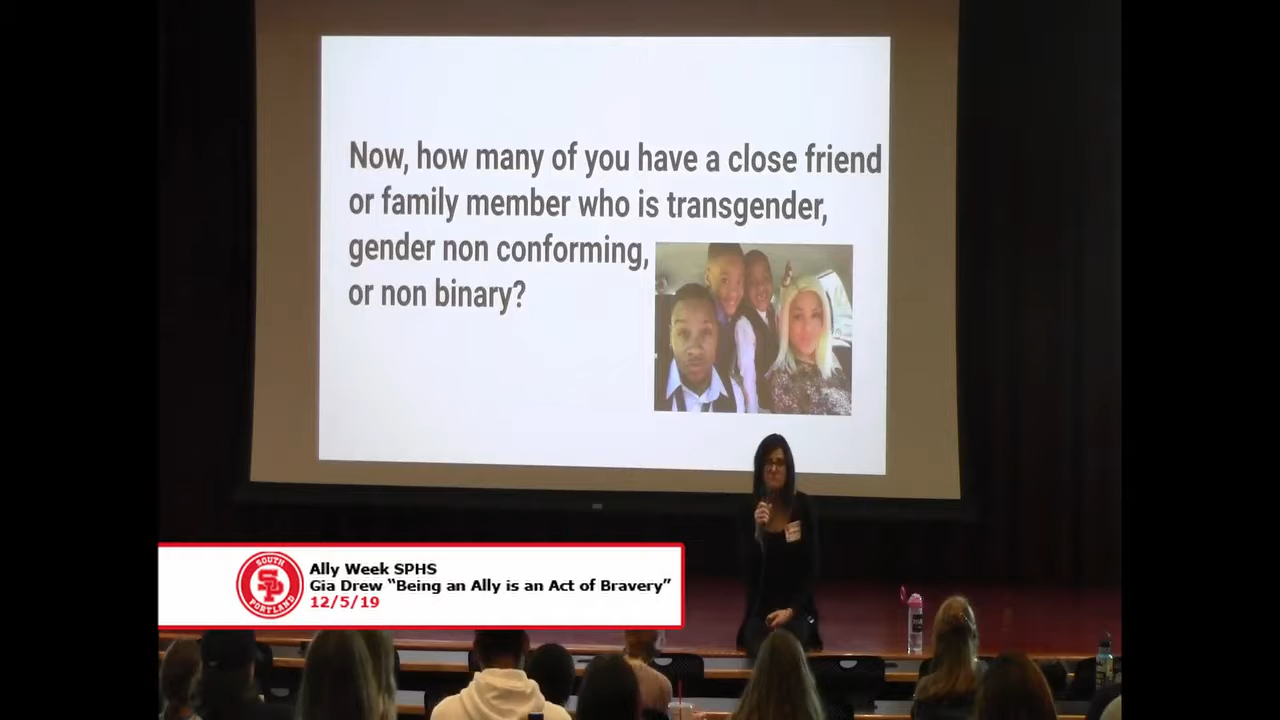 Now, how many of you have a close friend
or family member who is transgender,
gender non conforming,
or non binary?
SOUTH
SP
PORTLAND
Ally Week SPHS
Gia Drew “Being an Ally is an Act of Bravery”
12/5/19